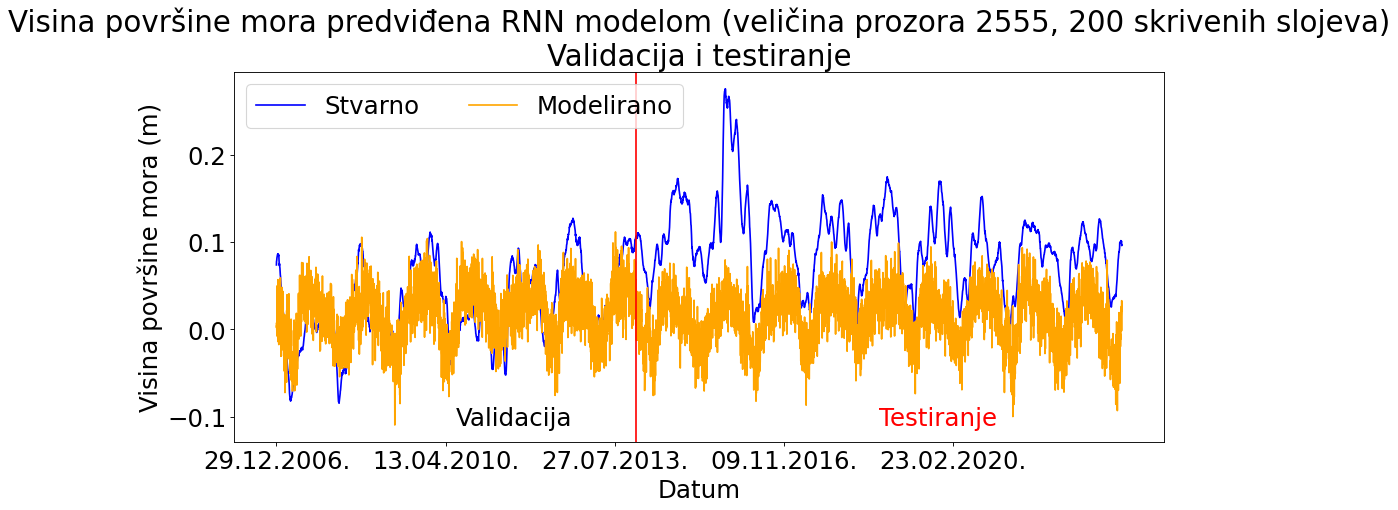 Visina površine mora predviđena RNN modelom (veličina prozora 2555, 200 skrivenih slojeva)
Validacija i testiranje
Stvarno Modelirano
Visina površine mora (m)
0.2
0.1
0.0
−0.1
Validacija Testiranje
29.12.2006. 13.04.2010. 27.07.2013. 09.11.2016. 23.02.2020.
Datum